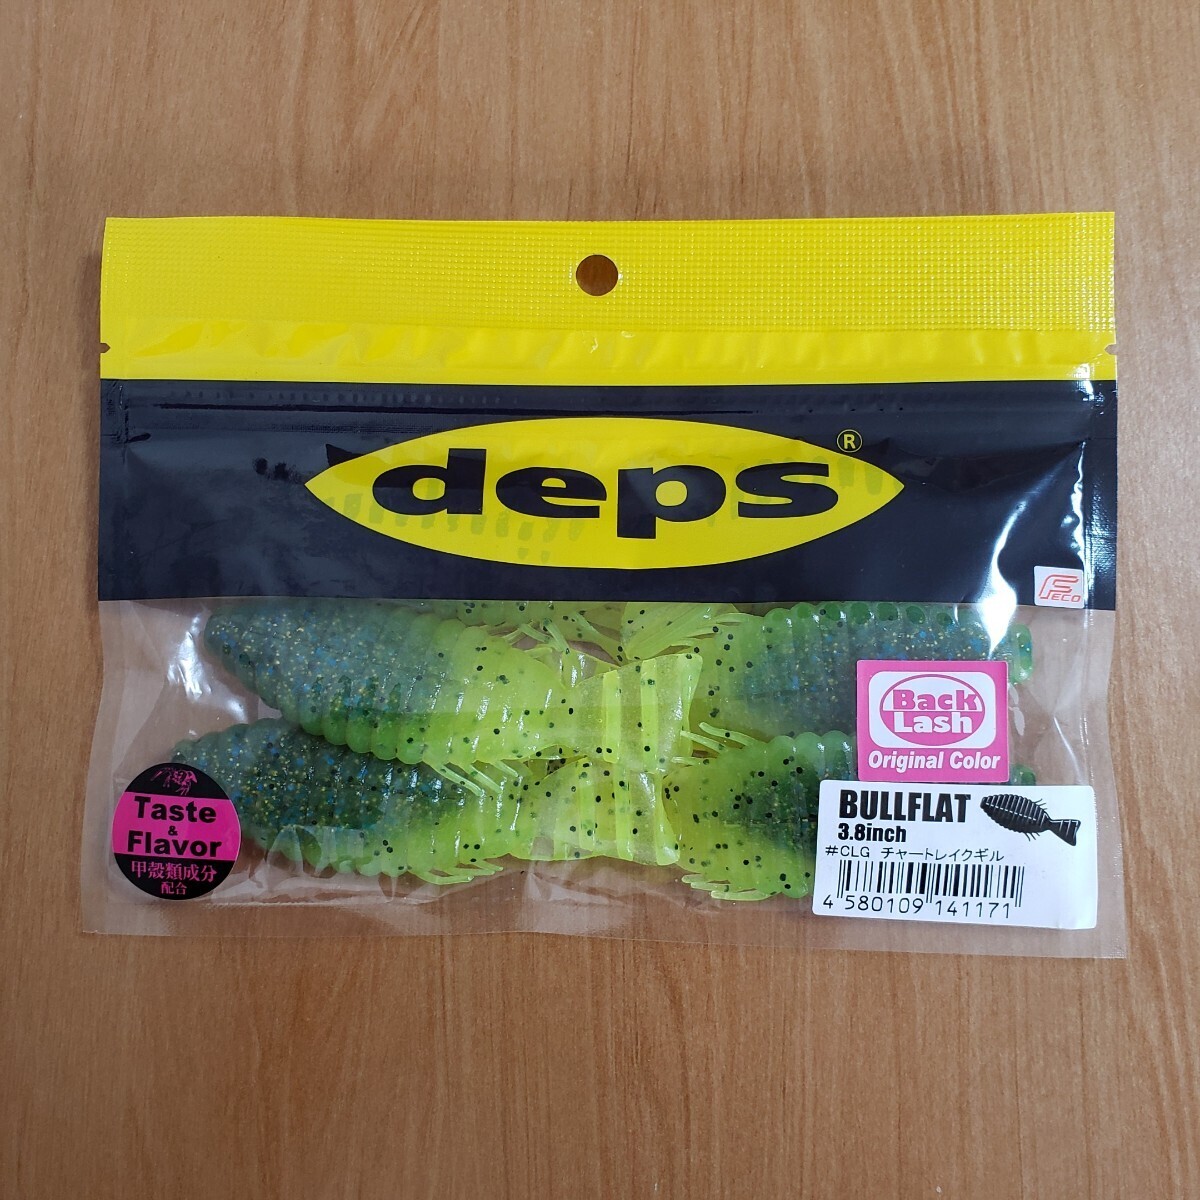 deps®
FECO
Back
Lash
Original Color
Taste
&
Flavor
甲殻類成分
配合
BULLFLAT
3.8inch
#CLG チャートレイクギル
4 580109 141171